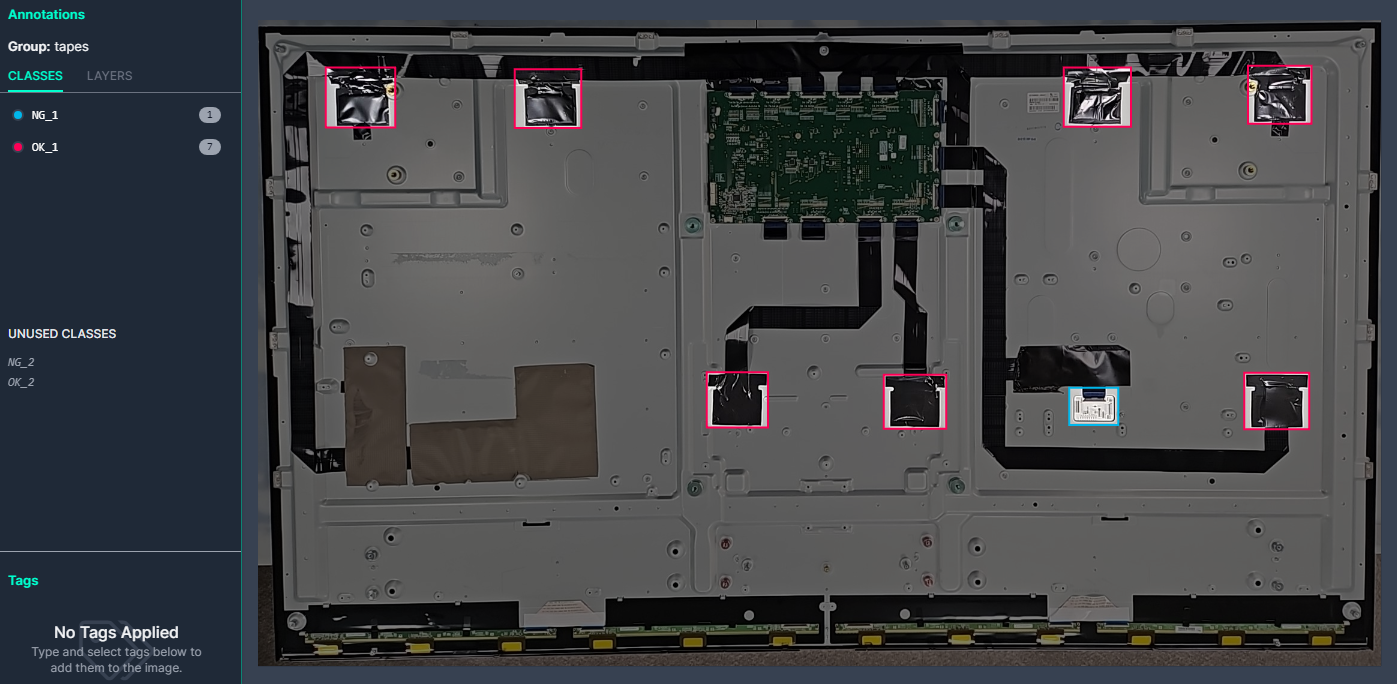 Annotations
Group: tapes
CLASSES LAYERS
NG_1 1
OK_1 7
UNUSED CLASSES
NG_2
OK_2
Tags
No Tags Applied
Type and select tags below to
add them to the image.